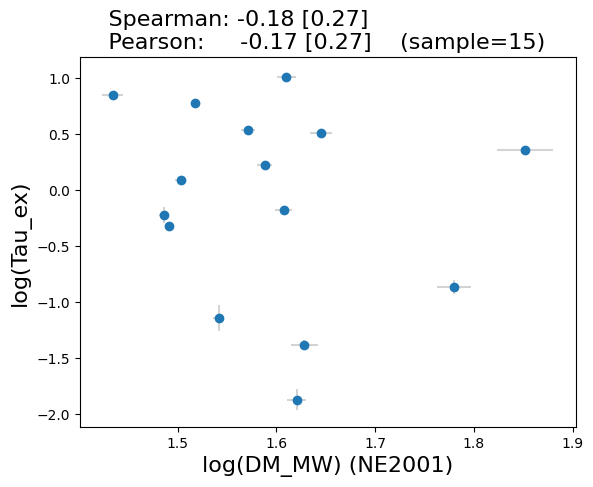 Spearman: -0.18 [0.27]
Pearson: -0.17 [0.27] (sample=15)
1.0
0.5
0.0
−0.5
−1.0
−1.5
−2.0
log(Tau_ex)
1.5 1.6 1.7 1.8 1.9
log(DM_MW) (NE2001)